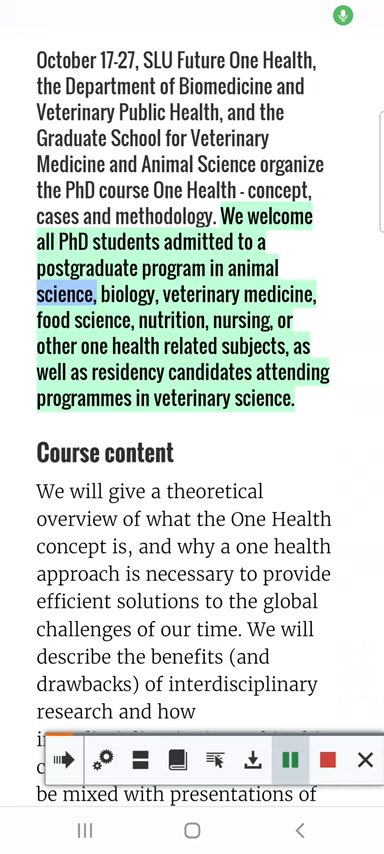 October 17-27, SLU Future One Health,
the Department of Biomedicine and
Veterinary Public Health, and the
Graduate School for Veterinary
Medicine and Animal Science organize
the PhD course One Health - concept,
cases and methodology. We welcome
all PhD students admitted to a
postgraduate program in animal
science, biology, veterinary medicine,
food science, nutrition, nursing, or
other one health related subjects, as
well as residency candidates attending
programmes in veterinary science.
Course content
We will give a theoretical
overview of what the One Health
concept is, and why a one health
approach is necessary to provide
efficient solutions to the global
challenges of our time. We will
describe the benefits (and
drawbacks) of interdisciplinary
research and how
be mixed with presentations of